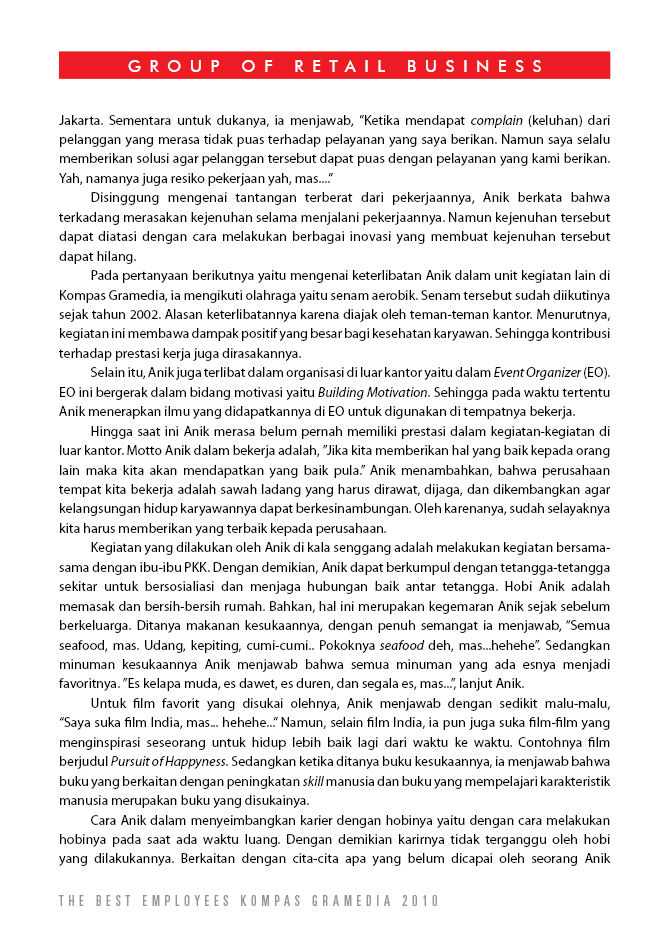 GROUP OF RETAIL BUSINESS
Jakarta. Sementara untuk dukanya, ia menjawab, "Ketika mendapat complain (keluhan) dari
pelanggan yang merasa tidak puas terhadap pelayanan yang saya berikan. Namun saya selalu
memberikan solusi agar pelanggan tersebut dapat puas dengan pelayanan yang kami berikan.
Yah, namanya juga resiko pekerjaan yah, mas...."
Disinggung mengenai tantangan terberat dari pekerjaannya, Anik berkata bahwa
terkadang merasakan kejenuhan selama menjalani pekerjaannya. Namun kejenuhan tersebut
dapat diatasi dengan cara melakukan berbagai inovasi yang membuat kejenuhan tersebut
dapat hilang.
Pada pertanyaan berikutnya yaitu mengenai keterlibatan Anik dalam unit kegiatan lain di
Kompas Gramedia, ia mengikuti olahraga yaitu senam aerobik. Senam tersebut sudah diikutinya
sejak tahun 2002. Alasan keterlibatannya karena diajak oleh teman-teman kantor. Menurutnya,
kegiatan ini membawa dampak positif yang besar bagi kesehatan karyawan. Sehingga kontribusi
terhadap prestasi kerja juga dirasakannya.
Selain itu, Anik juga terlibat dalam organisasi di luar kantor yaitu dalam Event Organizer (EO).
EO ini bergerak dalam bidang motivasi yaitu Building Motivation. Sehingga pada waktu tertentu
Anik menerapkan ilmu yang didapatkannya di EO untuk digunakan di tempatnya bekerja.
Hingga saat ini Anik merasa belum pernah memiliki prestasi dalam kegiatan-kegiatan di
luar kantor. Motto Anik dalam bekerja adalah, "Jika kita memberikan hal yang baik kepada orang
lain maka kita akan mendapatkan yang baik pula." Anik menambahkan, bahwa perusahaan
tempat kita bekerja adalah sawah ladang yang harus dirawat, dijaga, dan dikembangkan agar
kelangsungan hidup karyawannya dapat berkesinambungan. Oleh karenanya, sudah selayaknya
kita harus memberikan yang terbaik kepada perusahaan.
Kegiatan yang dilakukan oleh Anik di kala senggang adalah melakukan kegiatan bersama-
sama dengan ibu-ibu PKK. Dengan demikian, Anik dapat berkumpul dengan tetangga-tetangga
sekitar untuk bersosialiasi dan menjaga hubungan baik antar tetangga. Hobi Anik adalah
memasak dan bersih-bersih rumah. Bahkan, hal ini merupakan kegemaran Anik sejak sebelum
berkeluarga. Ditanya makanan kesukaannya, dengan penuh semangat ia menjawab, "Semua
seafood, mas. Udang, kepiting, cumi-cumi.. Pokoknya seafood deh, mas...hehehe". Sedangkan
minuman kesukaannya Anik menjawab bahwa semua minuman yang ada esnya menjadi
favoritnya. "Es kelapa muda, es dawet, es duren, dan segala es, mas...", lanjut Anik.
Untuk film favorit yang disukai olehnya, Anik menjawab dengan sedikit malu-malu,
"Saya suka film India, mas... hehehe..." Namun, selain film India, ia pun juga suka film-film yang
menginspirasi seseorang untuk hidup lebih baik lagi dari waktu ke waktu. Contohnya film
berjudul Pursuit of Happyness. Sedangkan ketika ditanya buku kesukaannya, ia menjawab bahwa
buku yang berkaitan dengan peningkatan skill manusia dan buku yang mempelajari karakteristik
manusia merupakan buku yang disukainya.
Cara Anik dalam menyeimbangkan karier dengan hobinya yaitu dengan cara melakukan
hobinya pada saat ada waktu luang. Dengan demikian karirnya tidak terganggu oleh hobi
yang dilakukannya. Berkaitan dengan cita-cita apa yang belum dicapai oleh seorang Anik
THE BEST EMPLOYEES KOMPAS GRAMEDIA 2010